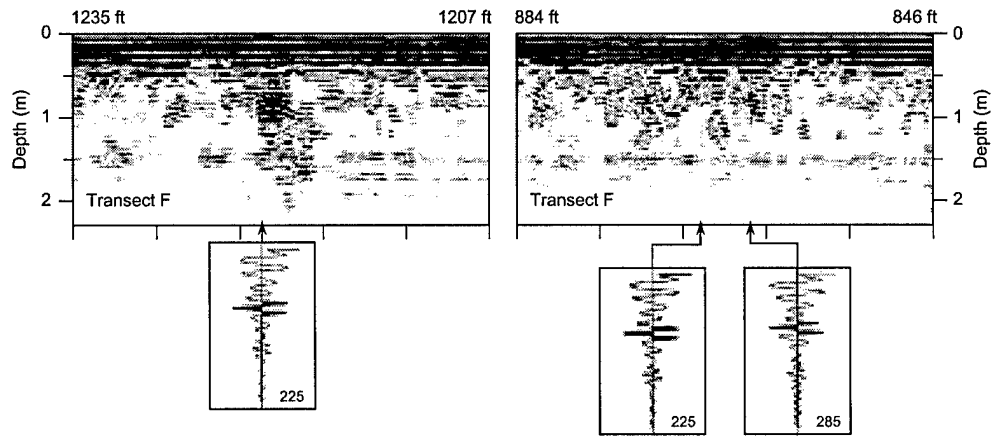 1235 ft 1207 ft 884 ft 846 ft
0 0
Depth (m) Depth (m)
1 1
2 2
Transect F Transect F
225 225 285